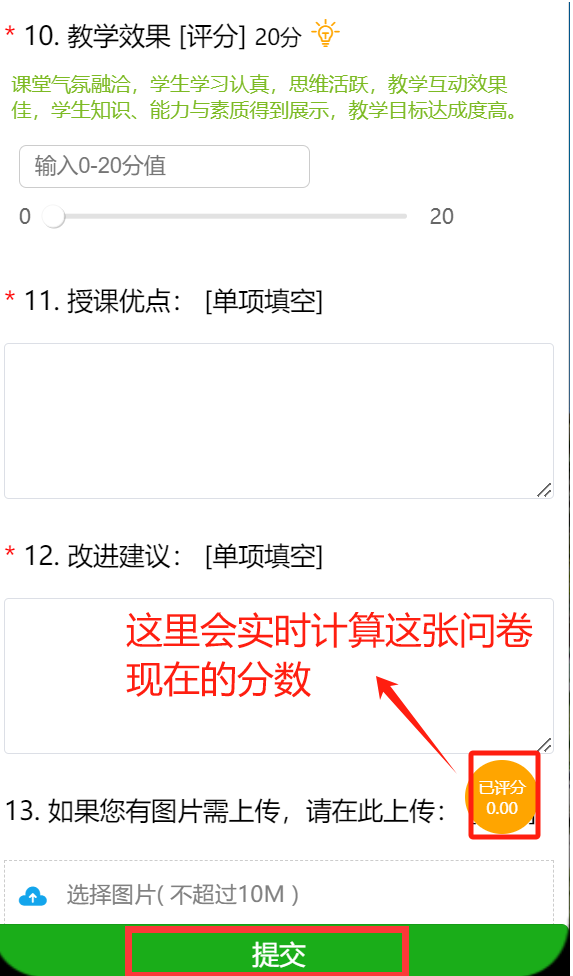 * 10. 教学效果 [评分] 20分
课堂气氛融洽，学生学习认真，思维活跃，教学互动效果
佳，学生知识、能力与素质得到展示，教学目标达成度高。
输入0-20分值
0 20
* 11. 授课优点： [单项填空]
* 12. 改进建议： [单项填空]
这里会实时计算这张问卷
现在的分数
已评分
0.00
13. 如果您有图片需上传，请在此上传：
选择图片( 不超过10M )
提交